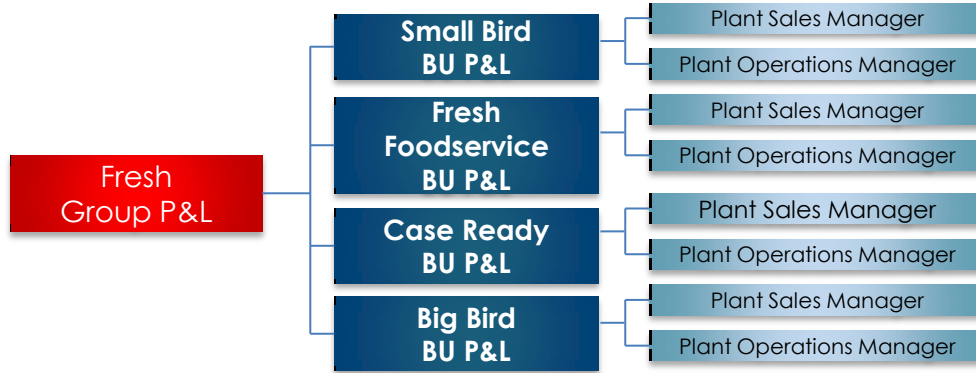 Fresh
Group P&L
Small Bird
BU P&L
Plant Sales Manager
Plant Operations Manager
Fresh
Foodservice
BU P&L
Plant Sales Manager
Plant Operations Manager
Case Ready
BU P&L
Plant Sales Manager
Plant Operations Manager
Big Bird
BU P&L
Plant Sales Manager
Plant Operations Manager